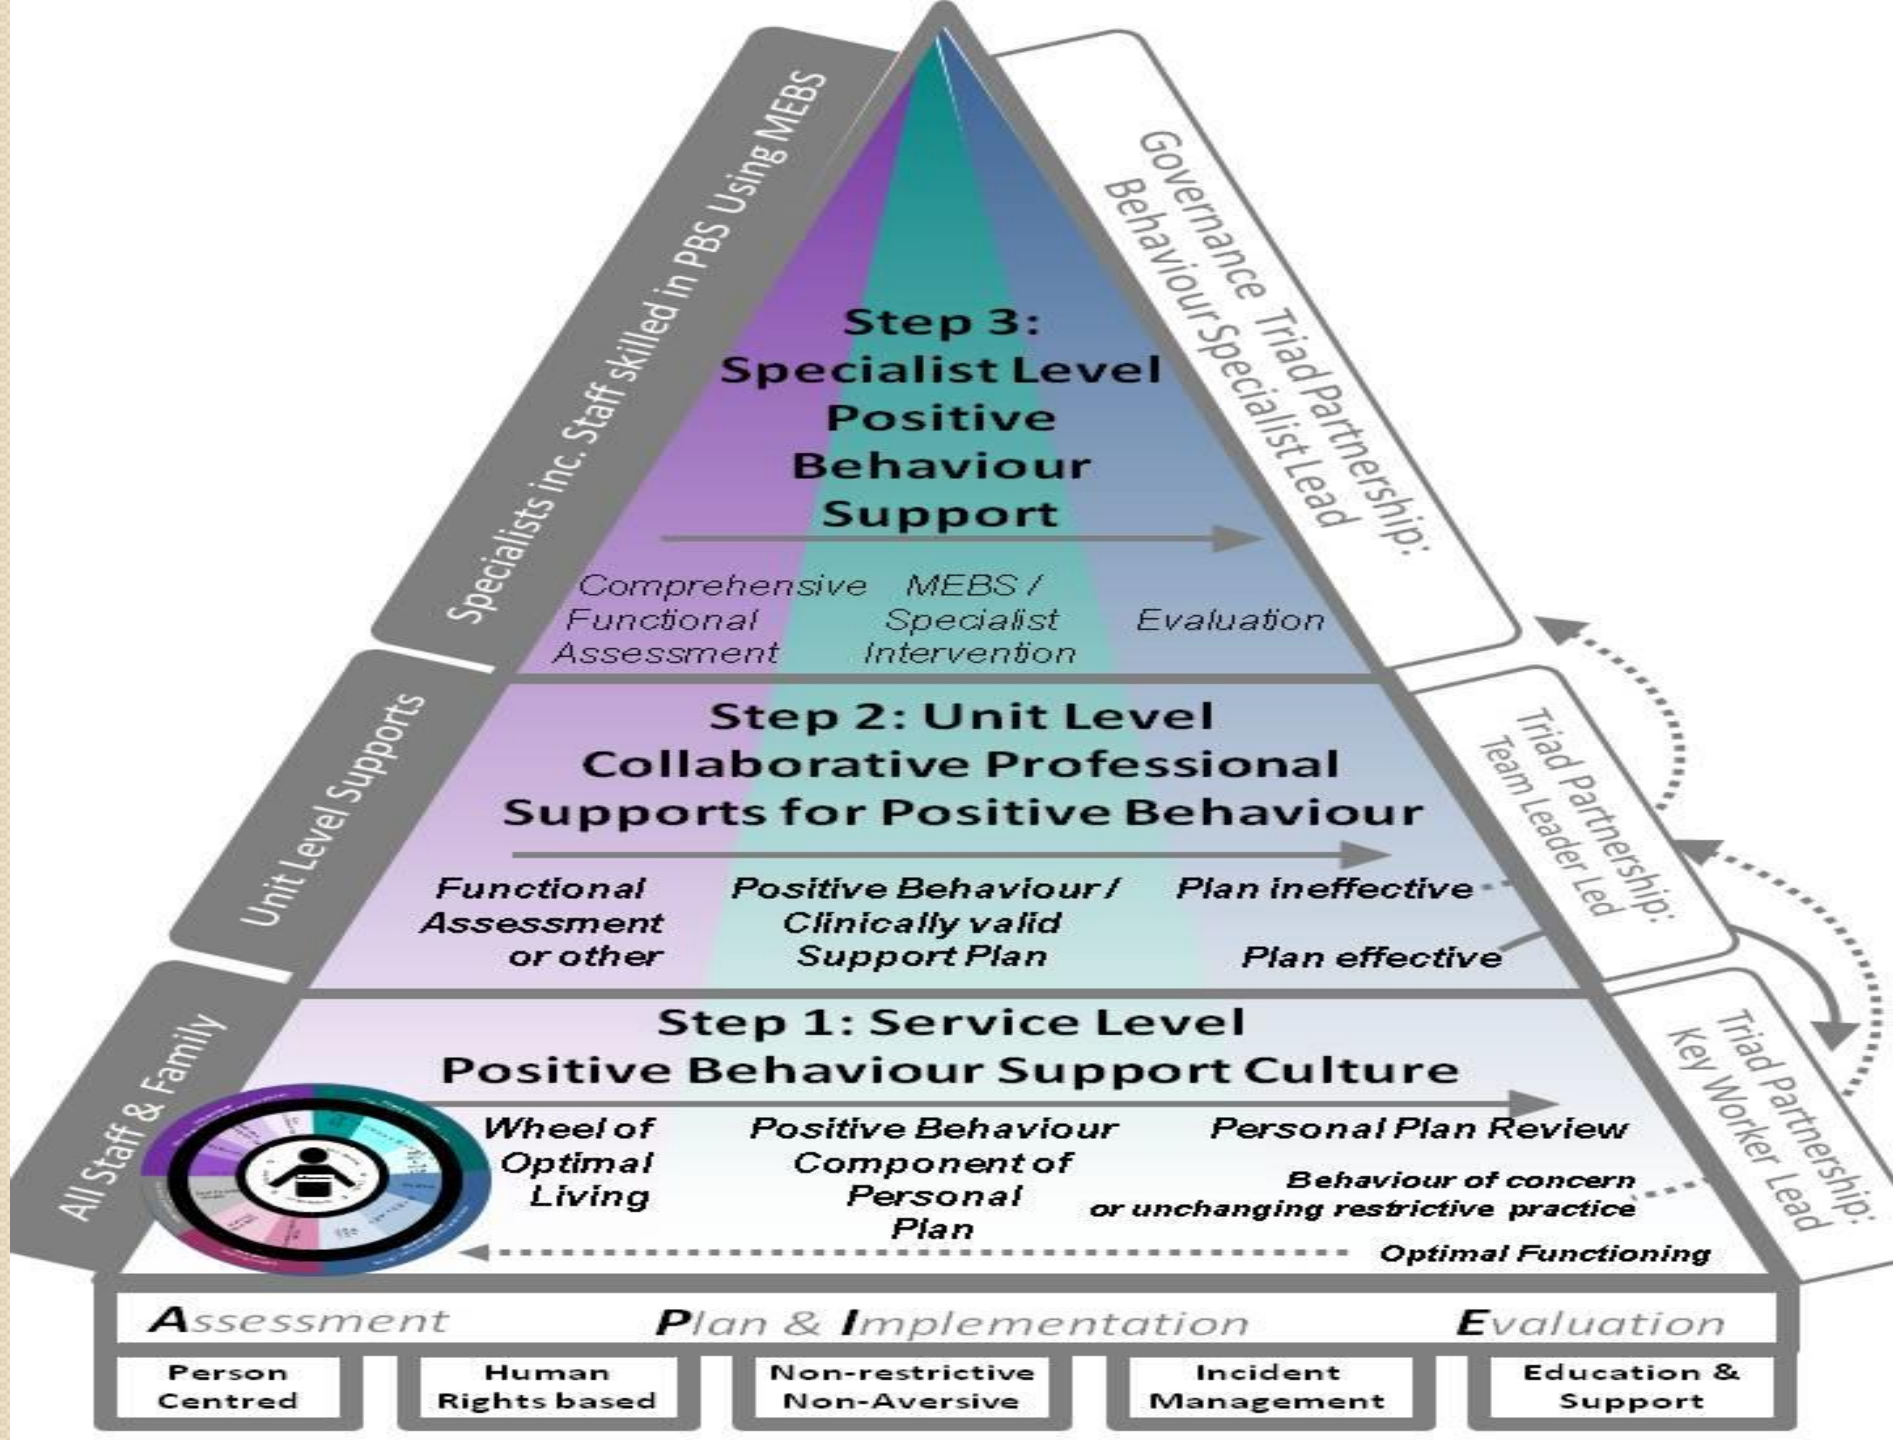 Specialists inc. Staff skilled in PBS Using MEBS
Unit Level Supports
All Staff & Family
Governance Triad Partnership:
Behaviour Specialist Lead
Triad Partnership:
Team Leader Led
Triad Partnership:
Key Worker Lead
Step 3:
Specialist Level
Positive
Behaviour
Support
Comprehensive
Functional
Assessment
MEBS /
Specialist
Intervention
Evaluation
Step 2: Unit Level
Collaborative Professional
Supports for Positive Behaviour
Functional
Assessment
or other
Positive Behaviour /
Clinically valid
Support Plan
Plan ineffective
Plan effective
Step 1: Service Level
Positive Behaviour Support Culture
Wheel of
Optimal
Living
Positive Behaviour
Component of
Personal
Plan
Personal Plan Review
Behaviour of concern
or unchanging restrictive practice
Optimal Functioning
Assessment
Plan & Implementation
Evaluation
Person
Centred
Human
Rights based
Non-restrictive
Non-Aversive
Incident
Management
Education &
Support